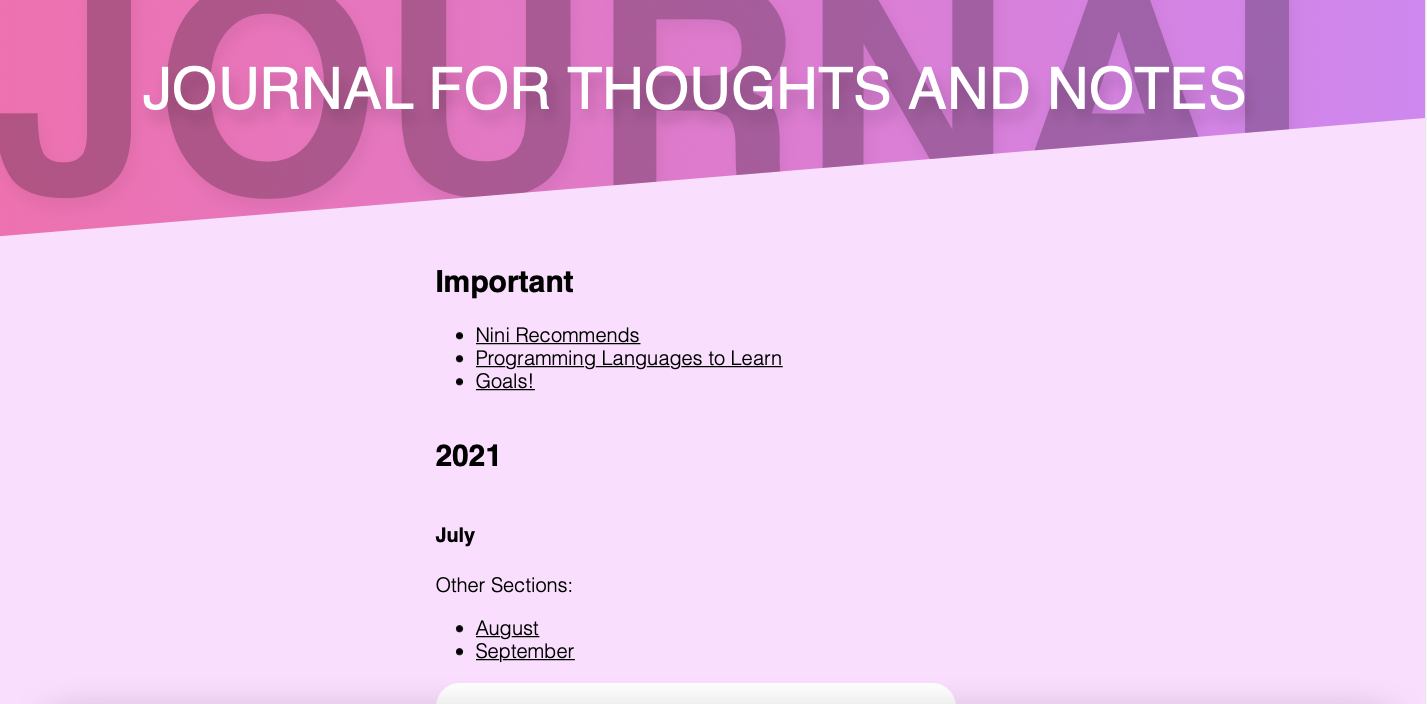 JOURNAL
JOURNAL FOR THOUGHTS AND NOTES
Important
Nini Recommends
Programming Languages to Learn
Goals!
2021
July
Other Sections:
August
September